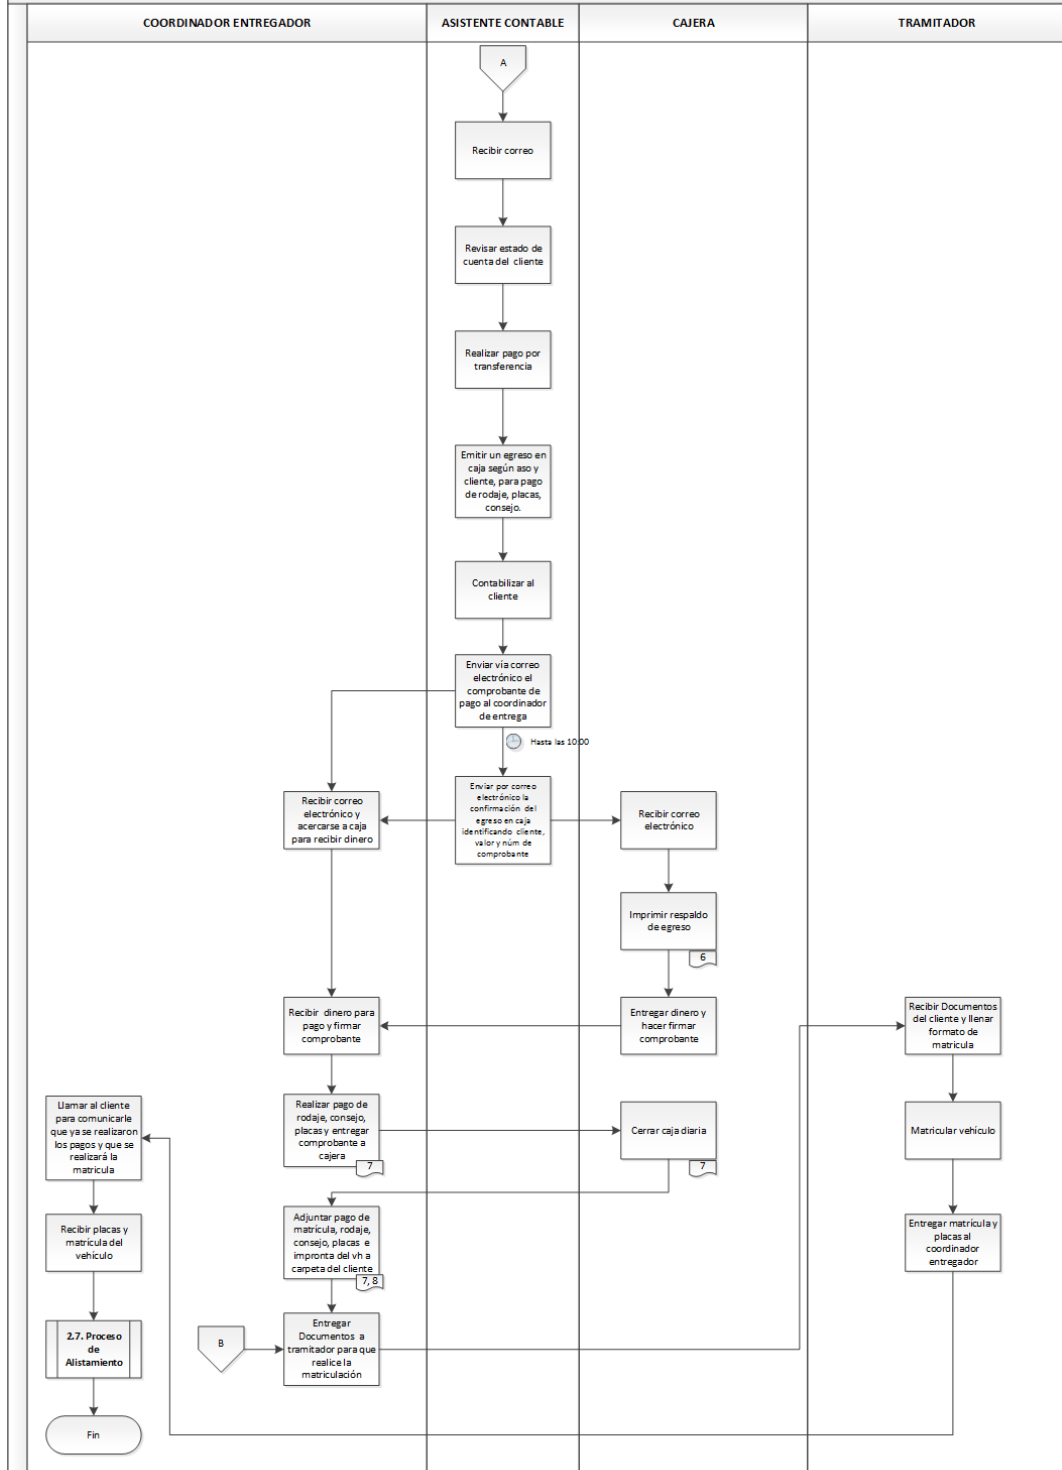 COORDINADOR ENTREGADOR
ASISTENTE CONTABLE
CAJERA
TRAMITADOR
A
Recibir correo
Revisar estado de
cuenta del cliente
Realizar pago por
transferencia
Emitir un egreso en
caja según aso y
cliente, para pago
de rodaje, placas,
consejo.
Contabilizar al
cliente
Enviar vía correo
electrónico el
comprobante de
pago al coordinador
de entrega
Hasta las 10:00
Enviar por correo
electrónico la
confirmación del
egreso en caja
identificando cliente,
valor y núm de
comprobante
Recibir correo
electrónico y
acercarse a caja
para recibir dinero
Recibir correo
electrónico
Imprimir respaldo
de egreso
6
Recibir dinero para
pago y firmar
comprobante
Entregar dinero y
hacer firmar
comprobante
Recibir Documentos
del cliente y llenar
formato de
matricula
Llamar al cliente
para comunicarle
que ya se realizaron
los pagos y que se
realizará la
matricula
Realizar pago de
rodaje, consejo,
placas y entregar
comprobante a
cajera
7
Cerrar caja diaria
7
Matricular vehículo
Recibir placas y
matrícula del
vehículo
Adjuntar pago de
matrícula, rodaje,
consejo, placas e
impronta del vh a
carpeta del cliente
7, 8
Entregar matrícula y
placas al
coordinador
entregador
2.7. Proceso
de
Alistamiento
B
Entregar
Documentos a
tramitador para que
realice la
matriculación
Fin